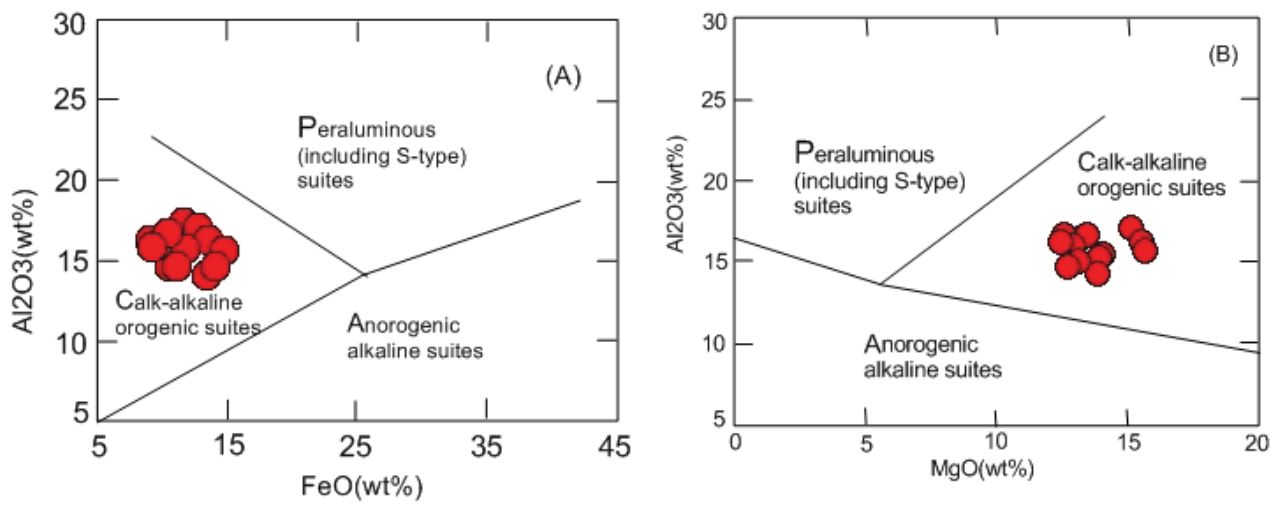 30
25
20
15
10
5
Al2O3(wt%)
(A)
Peraluminous
(including S-type)
suites
Calk-alkaline
orogenic suites
Anorogenic
alkaline suites
5
15
25
35
45
FeO(wt%)
30
25
20
15
10
5
Al2O3(wt%)
(B)
Peraluminous
(including S-type)
suites
Calk-alkaline
orogenic suites
Anorogenic
alkaline suites
0
5
10
15
20
MgO(wt%)